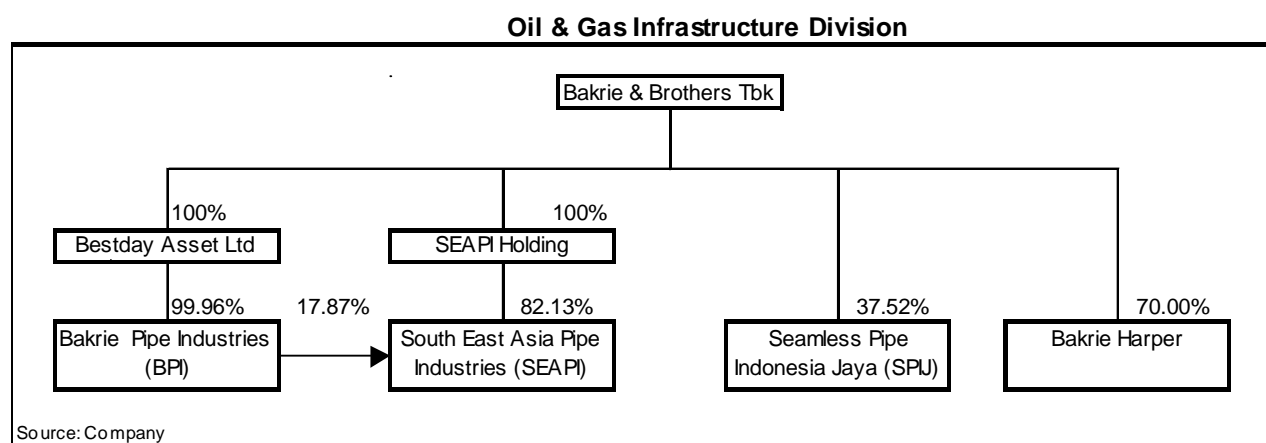 Oil & Gas Infrastructure Division
Bakrie & Brothers Tbk
100%
100%
Bestday Asset Ltd
SEAPI Holding
99.96%
17.87%
82.13%
37.52%
70.00%
Bakrie Pipe Industries
(BPI)
South East Asia Pipe
Industries (SEAPI)
Seamless Pipe
Indonesia Jaya (SPIJ)
Bakrie Harper
Source: Company